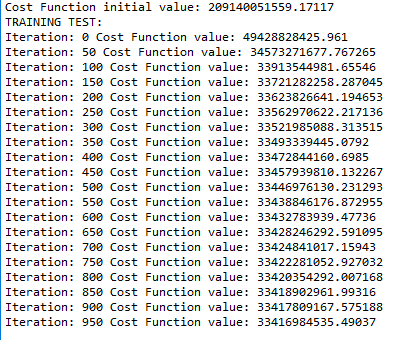 Cost Function initial value: 209140051559.17117
TRAINING TEST:
Iteration: 0 Cost Function value: 49428828425.961
Iteration: 50 Cost Function value: 34573271677.767265
Iteration: 100 Cost Function value: 33913544981.65546
Iteration: 150 Cost Function value: 33721282258.287045
Iteration: 200 Cost Function value: 33623826641.194653
Iteration: 250 Cost Function value: 33562970622.217136
Iteration: 300 Cost Function value: 33521985088.313515
Iteration: 350 Cost Function value: 33493339445.0792
Iteration: 400 Cost Function value: 33472844160.6985
Iteration: 450 Cost Function value: 33457939810.132267
Iteration: 500 Cost Function value: 33446976130.231293
Iteration: 550 Cost Function value: 33438846176.872955
Iteration: 600 Cost Function value: 33432783939.47736
Iteration: 650 Cost Function value: 33428246292.591095
Iteration: 700 Cost Function value: 33424841017.15943
Iteration: 750 Cost Function value: 33422281052.927032
Iteration: 800 Cost Function value: 33420354292.007168
Iteration: 850 Cost Function value: 33418902961.99316
Iteration: 900 Cost Function value: 33417809167.575188
Iteration: 950 Cost Function value: 33416984535.49037